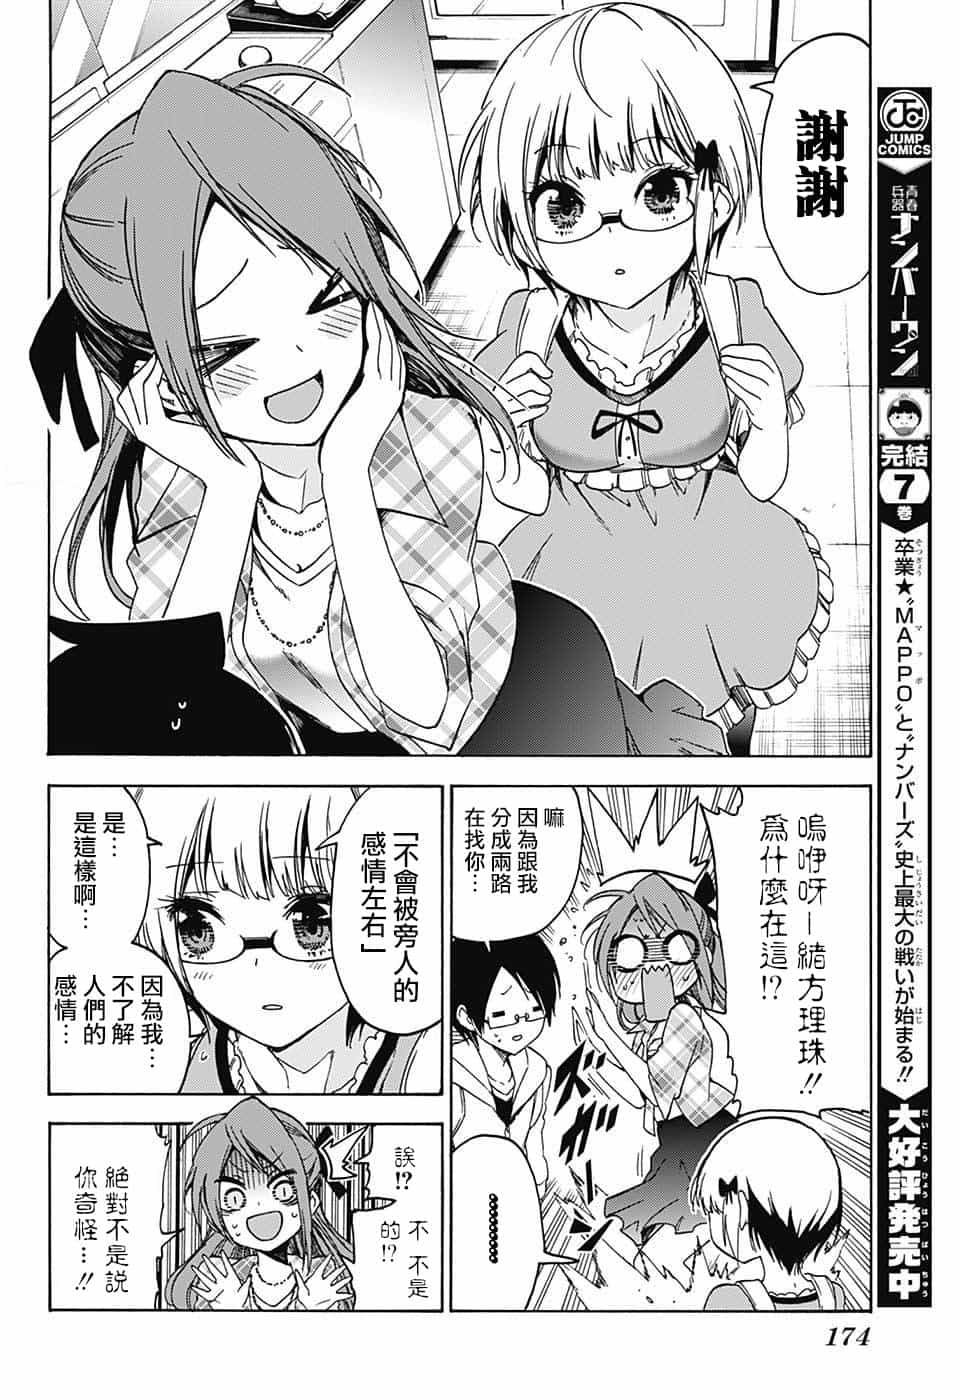 謝
謝
嗚咿呀—緒方理珠
為什麼在這!?
!!
嘛
因為跟我
分成兩路
在找你…
…………
「不會被旁人的
感情左右」
是…
是這樣啊…
因為我…
不了解
人們的
感情…
誒!?
不 不是
的!?
絕對不是說
你奇怪…!!
JUMP
COMICS
青春
兵器
ナンバーワン
完結
7
巻
卒業★“MAPPO”と“ナンバーズ”史上最大の戦いが始まる!!
大好評発売中
174